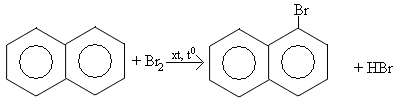 Br
+ Br₂ xt, t⁰
+ HBr